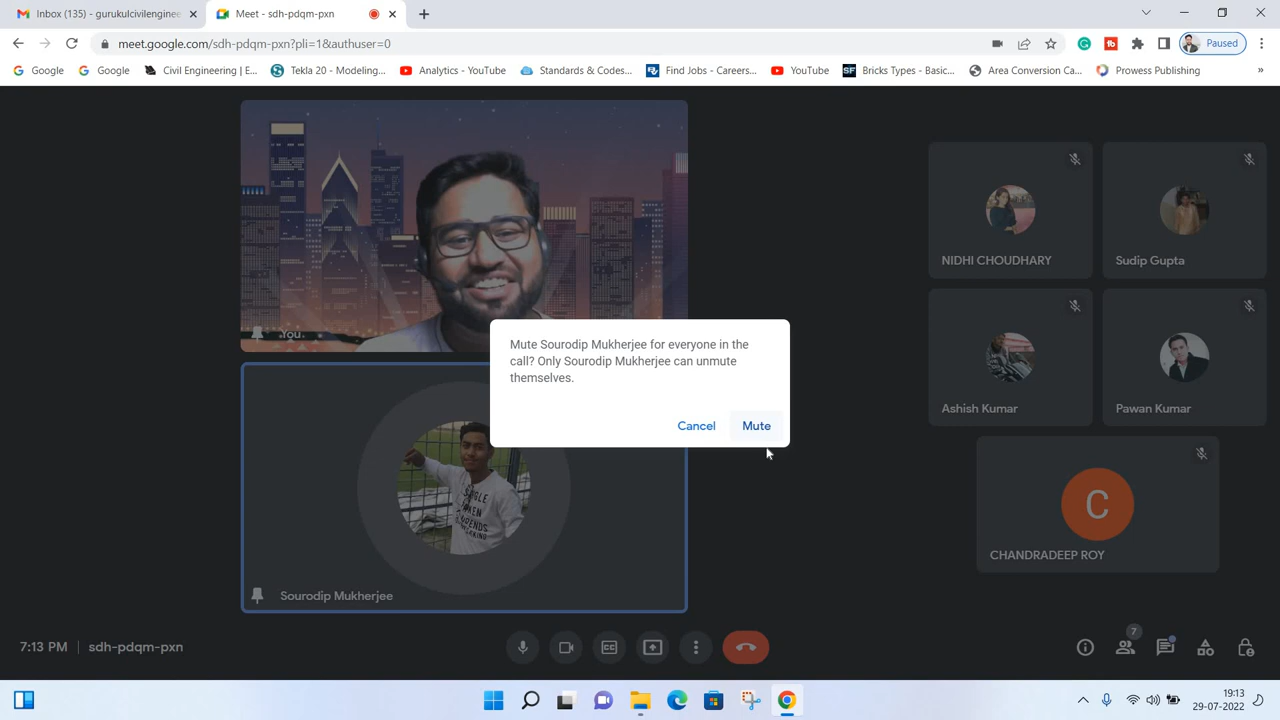 Inbox (135) - gurukulcivilenginee
Meet - sdh-pdqm-pxn
meet.google.com/sdh-pdqm-pxn?pli=1&authuser=0
Paused
Google
Google
Civil Engineering | E...
Tekla 20 - Modeling...
Analytics - YouTube
Standards & Codes...
Find Jobs - Careers...
YouTube
SF
Bricks Types - Basic...
Area Conversion Ca...
Prowess Publishing
»
You
NIDHI CHOUDHARY
Sudip Gupta
Mute Sourodip Mukherjee for everyone in the
call? Only Sourodip Mukherjee can unmute
themselves.
Cancel
Mute
Ashish Kumar
Pawan Kumar
SINGLE
C
CHANDRADEEP ROY
Sourodip Mukherjee
7:13 PM
sdh-pdqm-pxn
CC
7
19:13
29-07-2022